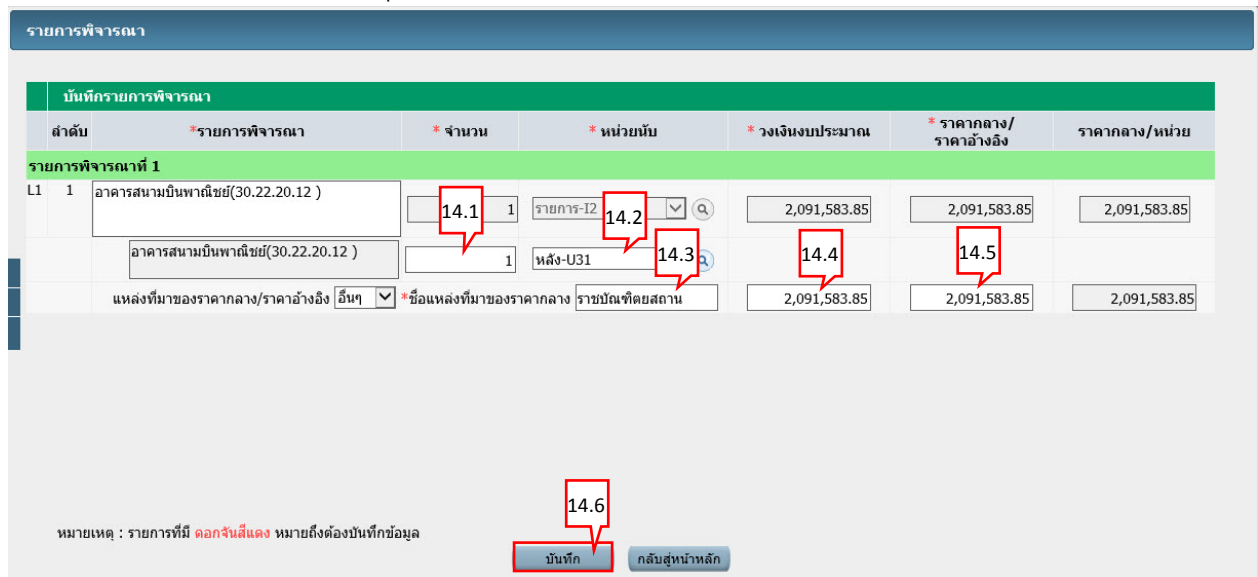 รายการพิจารณา
บันทึกรายการพิจารณา
ลำดับ *รายการพิจารณา * จำนวน * หน่วยนับ * วงเงินงบประมาณ * ราคากลาง/ ราคากลาง/หน่วย
ราคาอ้างอิง
รายการพิจารณาที่ 1
L1 1 อาคารสนามบินพาณิชย์(30.22.20.12 ) 14.1 1 รายการ-I2 14.2 2,091,583.85 2,091,583.85 2,091,583.85
อาคารสนามบินพาณิชย์(30.22.20.12 ) 1 หลัง-U31 14.3 14.4 14.5
แหล่งที่มาของราคากลาง/ราคาอ้างอิง อื่นๆ *ชื่อแหล่งที่มาของราคากลาง ราชบัณฑิตยสถาน 2,091,583.85 2,091,583.85 2,091,583.85
14.6
หมายเหตุ : รายการที่มี ดอกจันสีแดง หมายถึงต้องบันทึกข้อมูล
บันทึก กลับสู่หน้าหลัก